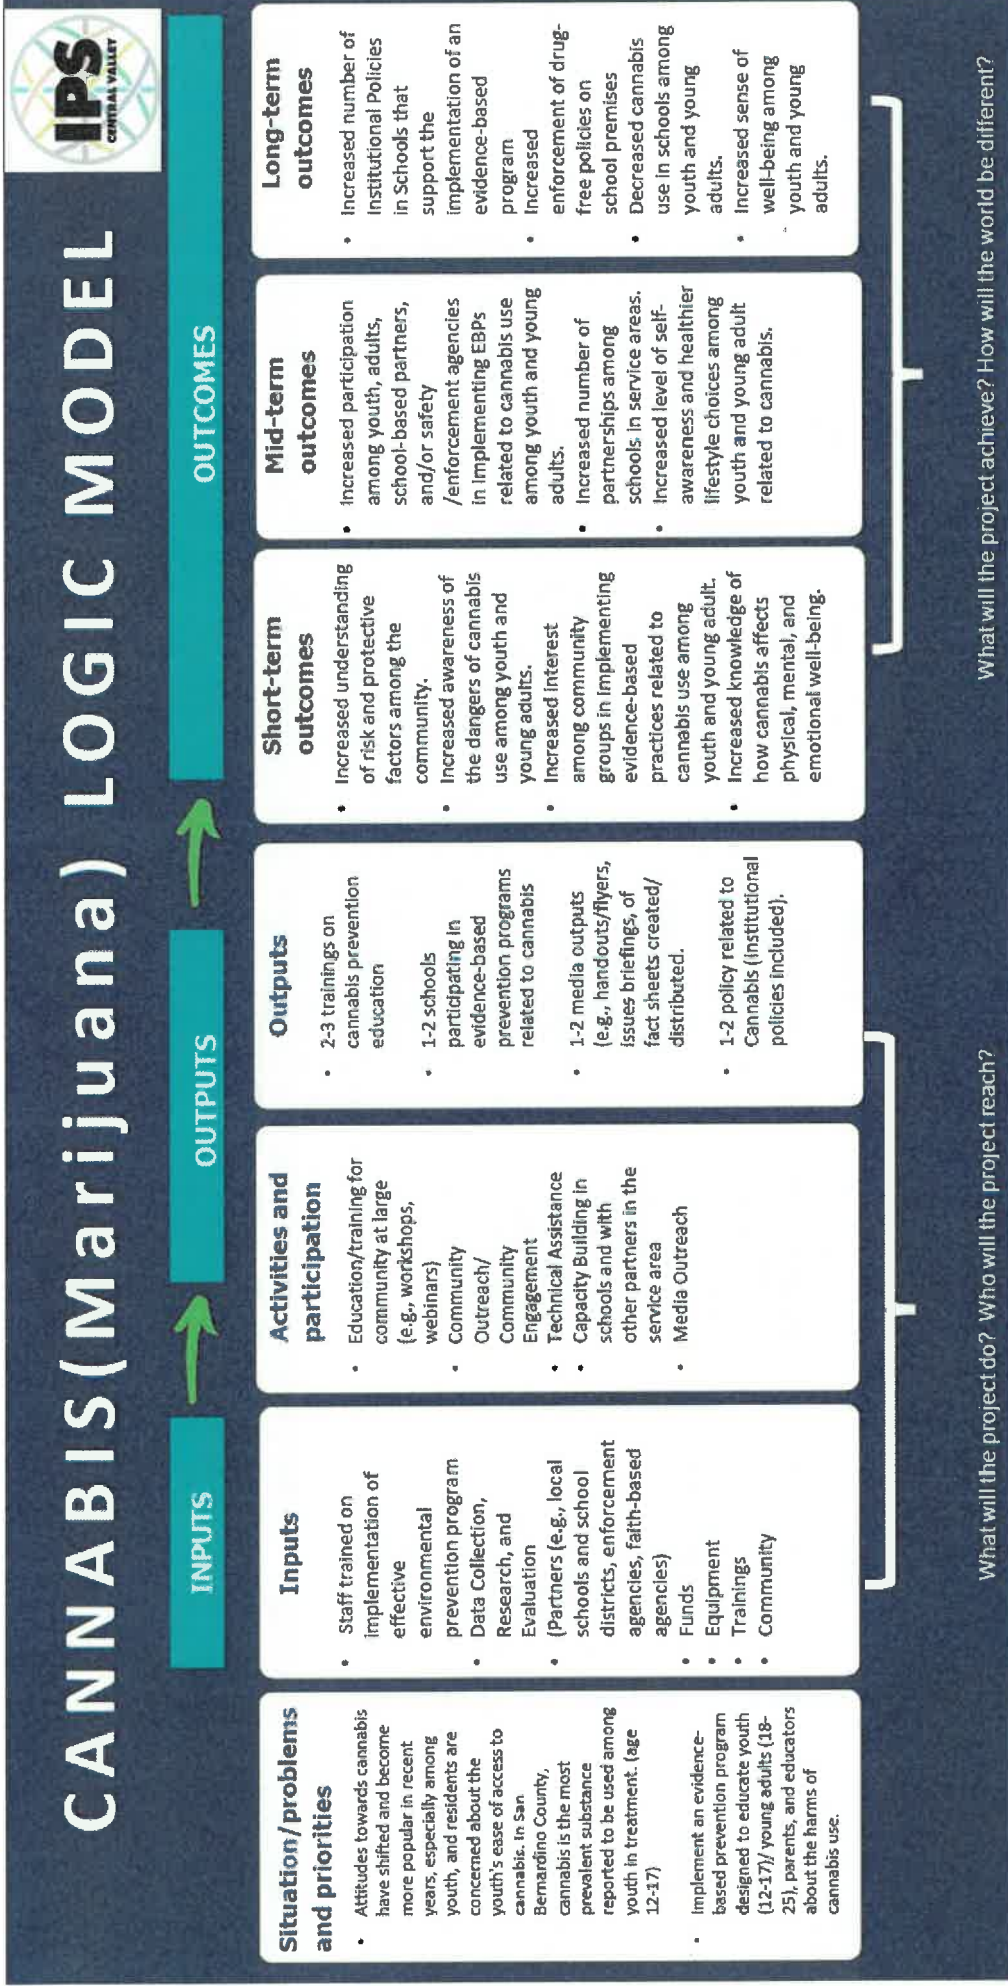 CANNABIS(Marijuana) LOGIC MODEL
IPS
CENTRAL VALLEY
INPUTS
OUTPUTS
OUTCOMES
Situation/problems
and priorities
• Attitudes towards cannabis
have shifted and become
more popular in recent
years, especially among
youth, and residents are
concerned about the
youth's ease of access to
cannabis. In San
Bernardino County,
cannabis is the most
prevalent substance
reported to be used among
youth in treatment. (age
12-17)
• Implement an evidence-
based prevention program
designed to educate youth
(12-17)/ young adults (18-
25), parents, and educators
about the harms of
cannabis use.
Inputs
• Staff trained on
implementation of
effective
environmental
prevention program
• Data Collection,
Research, and
Evaluation
• (Partners (e.g., local
schools and school
districts, enforcement
agencies, faith-based
agencies)
• Funds
• Equipment
• Trainings
• Community
Activities and
participation
• Education/training for
community at large
(e.g., workshops,
webinars)
• Community
Outreach/
Community
Engagement
• Technical Assistance
• Capacity Building in
schools and with
other partners in the
service area
• Media Outreach
Outputs
• 2-3 trainings on
cannabis prevention
education
• 1-2 schools
participating in
evidence-based
prevention programs
related to cannabis
• 1-2 media outputs
(e.g., handouts/flyers,
issues briefings, of
fact sheets created/
distributed.
• 1-2 policy related to
Cannabis (institutional
policies included).
Short-term
outcomes
• Increased understanding
of risk and protective
factors among the
community.
• Increased awareness of
the dangers of cannabis
use among youth and
young adults.
• Increased interest
among community
groups in implementing
evidence-based
practices related to
cannabis use among
youth and young adult.
• Increased knowledge of
how cannabis affects
physical, mental, and
emotional well-being.
Mid-term
outcomes
• Increased participation
among youth, adults,
school-based partners,
and/or safety
/enforcement agencies
in Implementing EBPs
related to cannabis use
among youth and young
adults.
• Increased number of
partnerships among
schools in service areas.
• Increased level of self-
awareness and healthier
lifestyle choices among
youth and young adult
related to cannabis.
Long-term
outcomes
• Increased number of
Institutional Policies
in Schools that
support the
implementation of an
evidence-based
program
• Increased
enforcement of drug-
free policies on
school premises
• Decreased cannabis
use in schools among
youth and young
adults.
• Increased sense of
well-being among
youth and young
adults.
What will the project do? Who will the project reach?
What will the project achieve? How will the world be different?